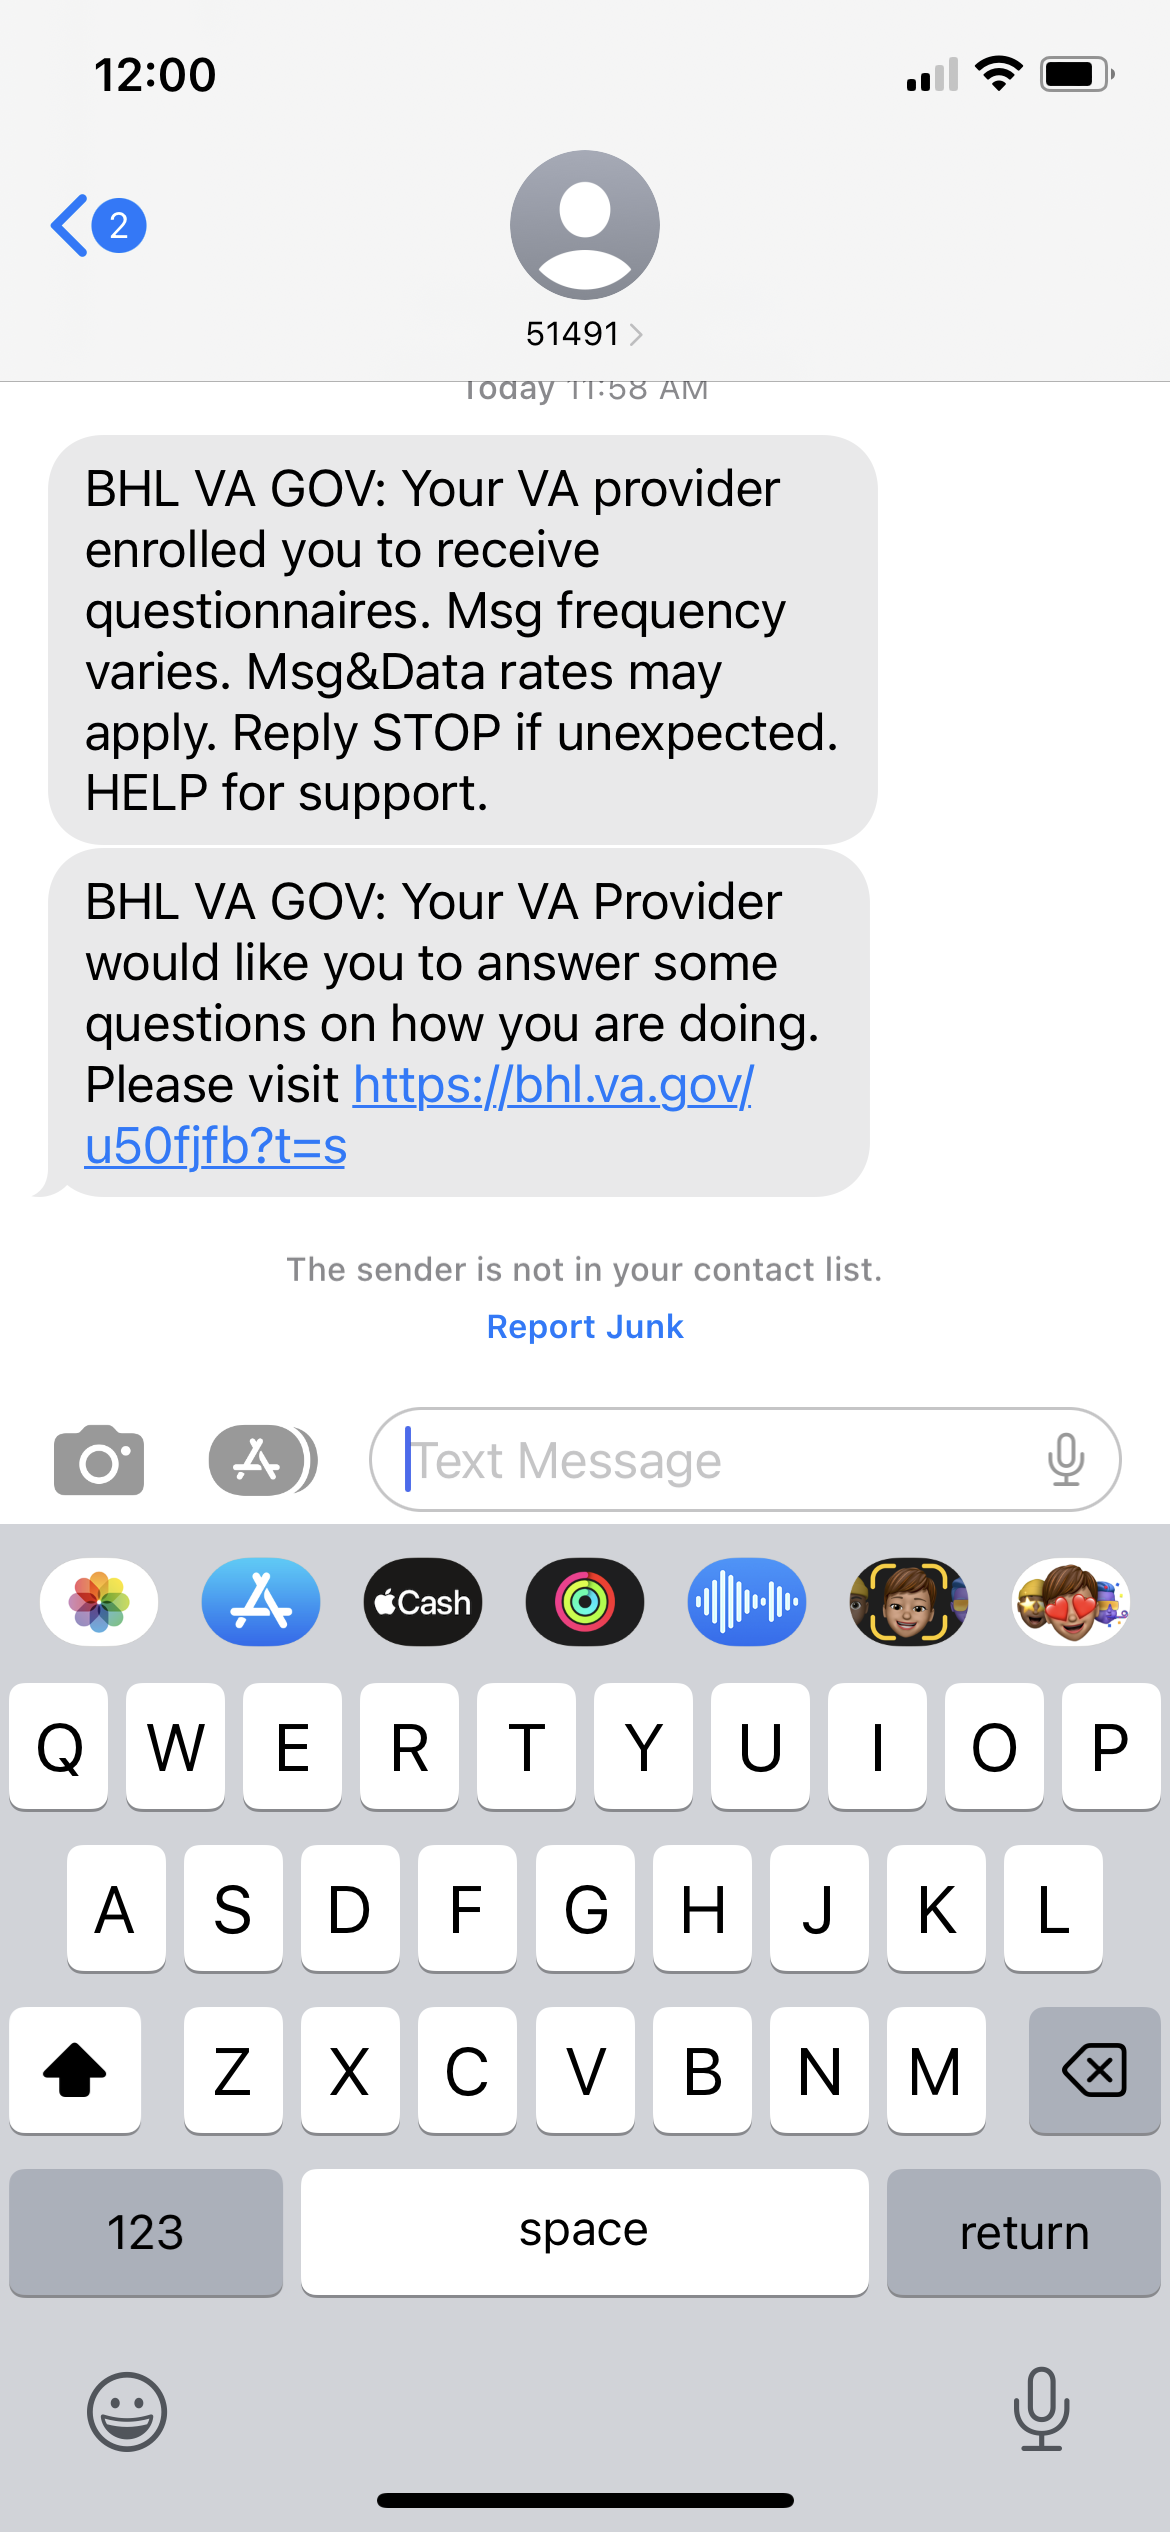 12:00
2
51491
Today 11:58 AM
BHL VA GOV: Your VA provider
enrolled you to receive
questionnaires. Msg frequency
varies. Msg&Data rates may
apply. Reply STOP if unexpected.
HELP for support.
BHL VA GOV: Your VA Provider
would like you to answer some
questions on how you are doing.
Please visit https://bhl.va.gov/
u50fjfb?t=s
The sender is not in your contact list.
Report Junk
Text Message
Cash
Q W E R T Y U I O P
A S D F G H J K L
Z X C V B N M
123 space return